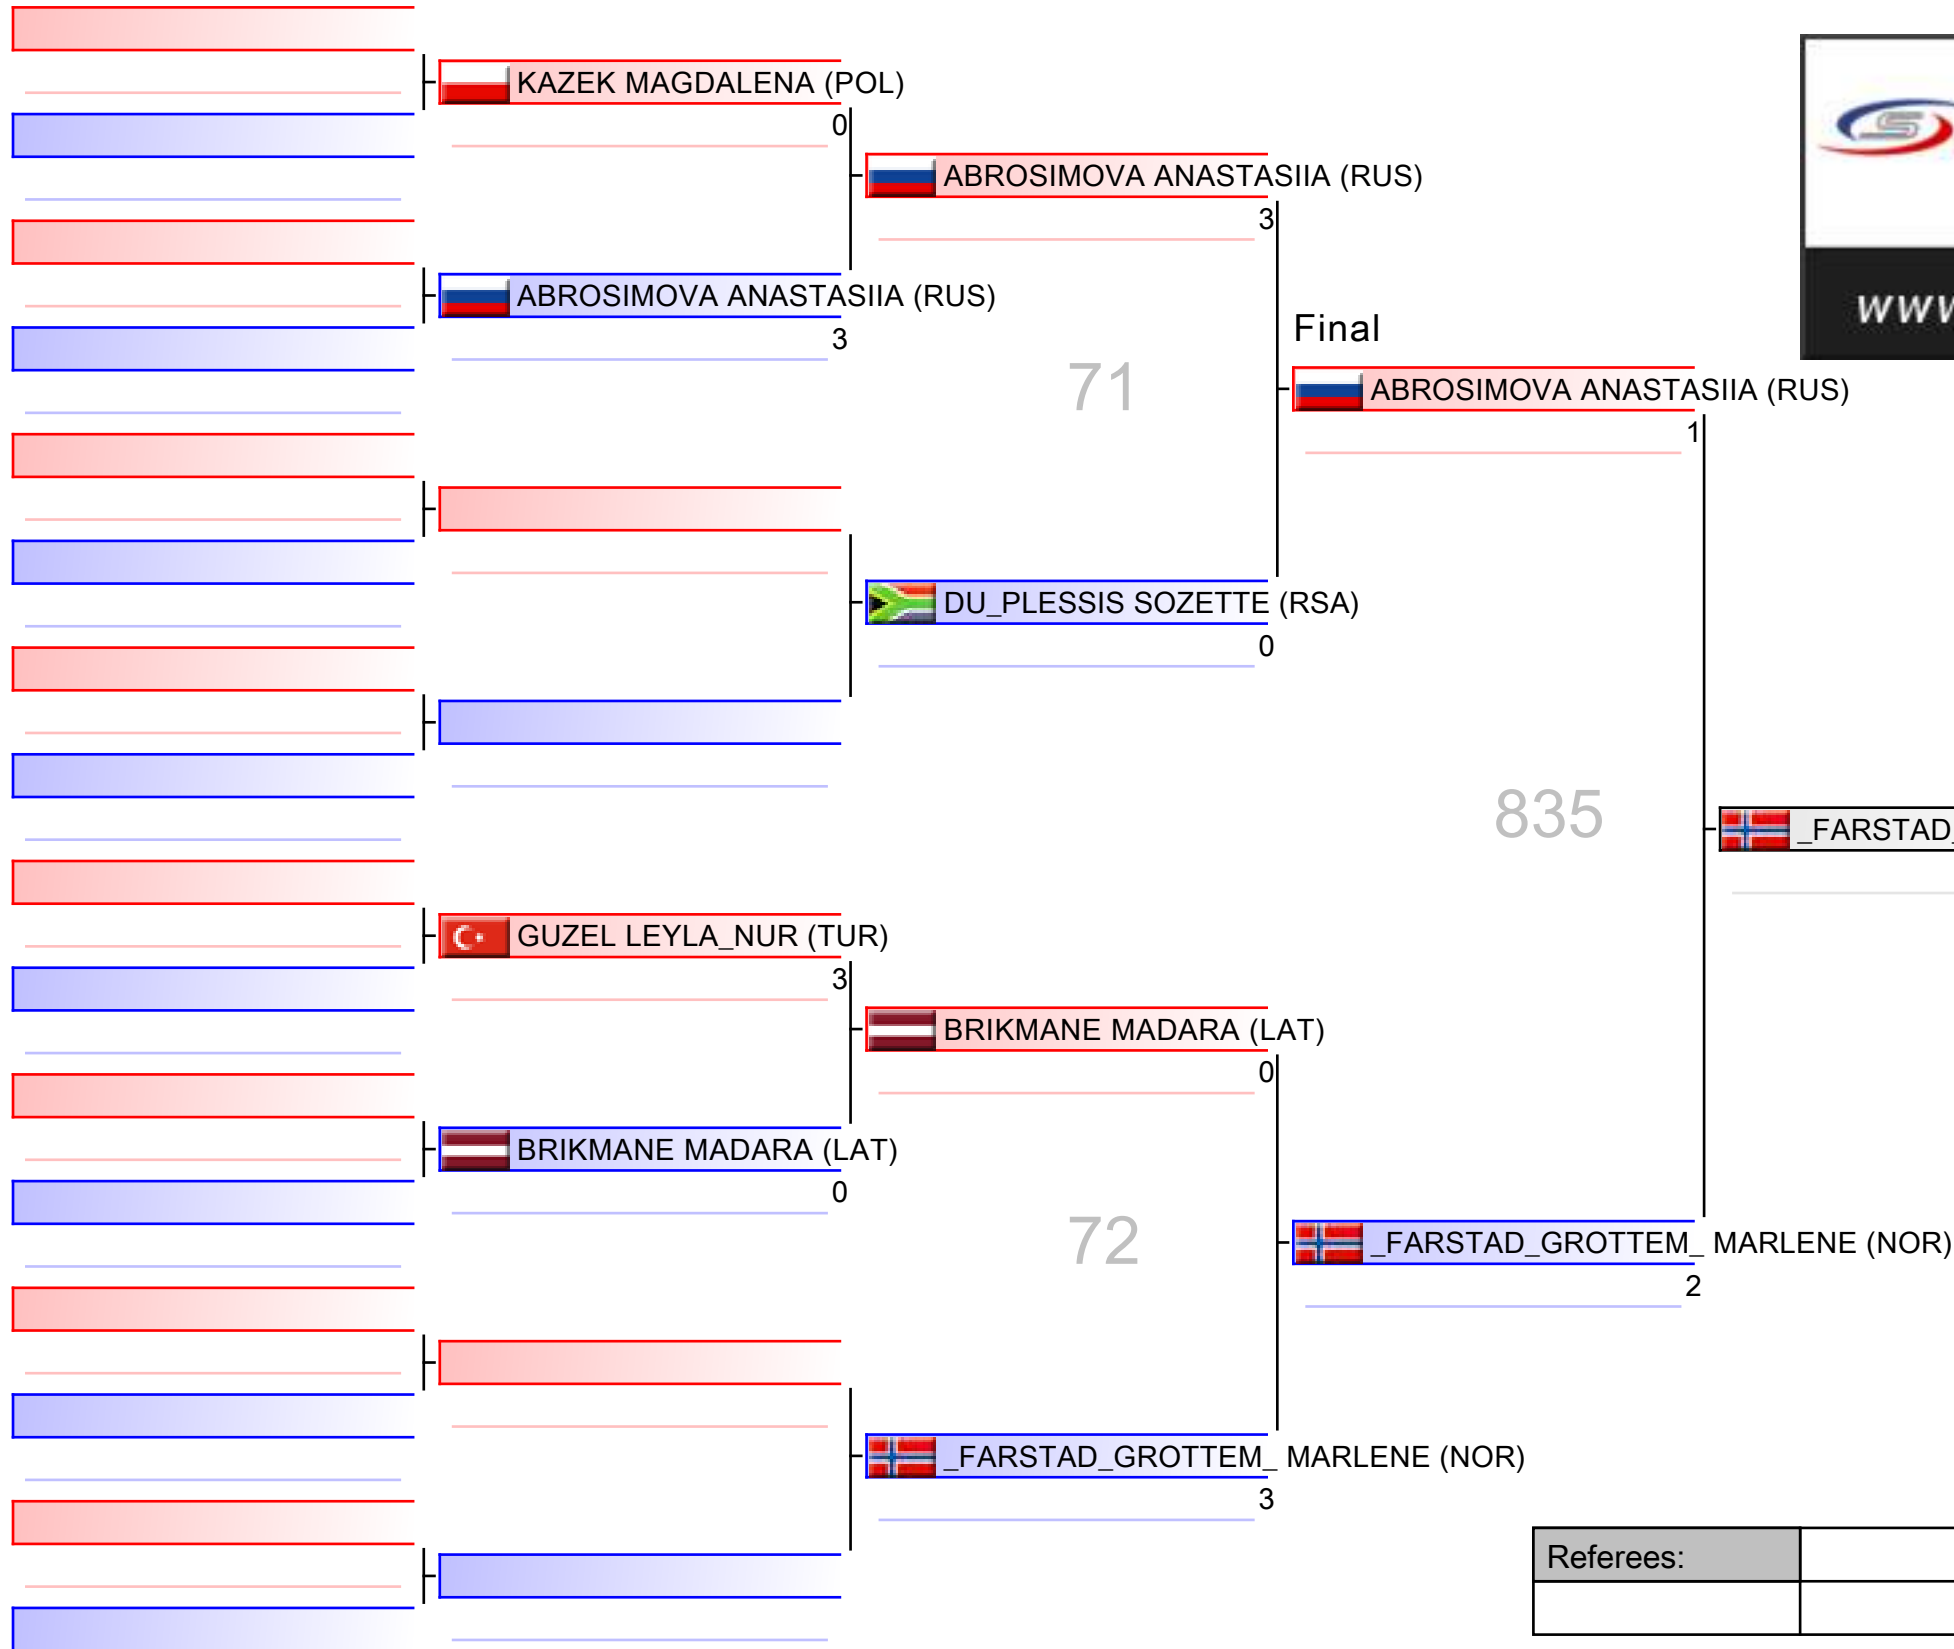 KAZEK MAGDALENA (POL)
0
ABROSIMOVA ANASTASIIA (RUS)
3
ABROSIMOVA ANASTASIIA (RUS)
3
Final
71
ABROSIMOVA ANASTASIIA (RUS)
1
DU_PLESSIS SOZETTE (RSA)
0
835
_FARSTAD_
GUZEL LEYLA_NUR (TUR)
3
BRIKMANE MADARA (LAT)
0
BRIKMANE MADARA (LAT)
0
72
_FARSTAD_GROTTEM_ MARLENE (NOR)
2
_FARSTAD_GROTTEM_ MARLENE (NOR)
3
Referees:
S
www